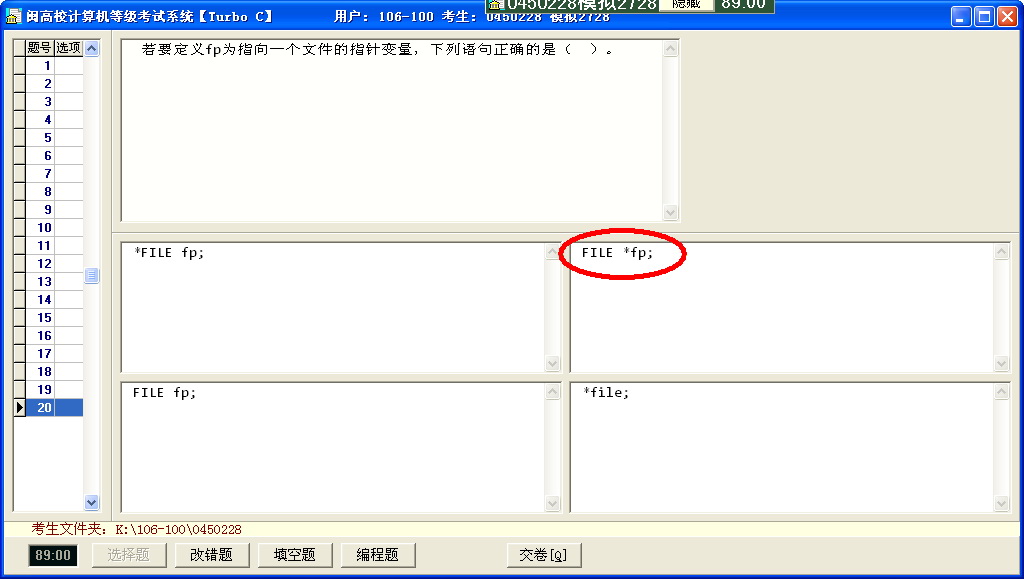 闽高校计算机等级考试系统【Turbo C】 用户: 106-100 考生: 0450228 模拟2728
0450228模拟2728 隐藏 89:00
题号 选项
若要定义fp为指向一个文件的指针变量,下列语句正确的是( )。
1
2
3
4
5
6
7
8
9
10
11
12
13
14
15
16
17
18
19
20
*FILE fp;
FILE *fp;
FILE fp;
*file;
考生文件夹: K:\106-100\0450228
89:00 选择题 改错题 填空题 编程题 交卷[Q]